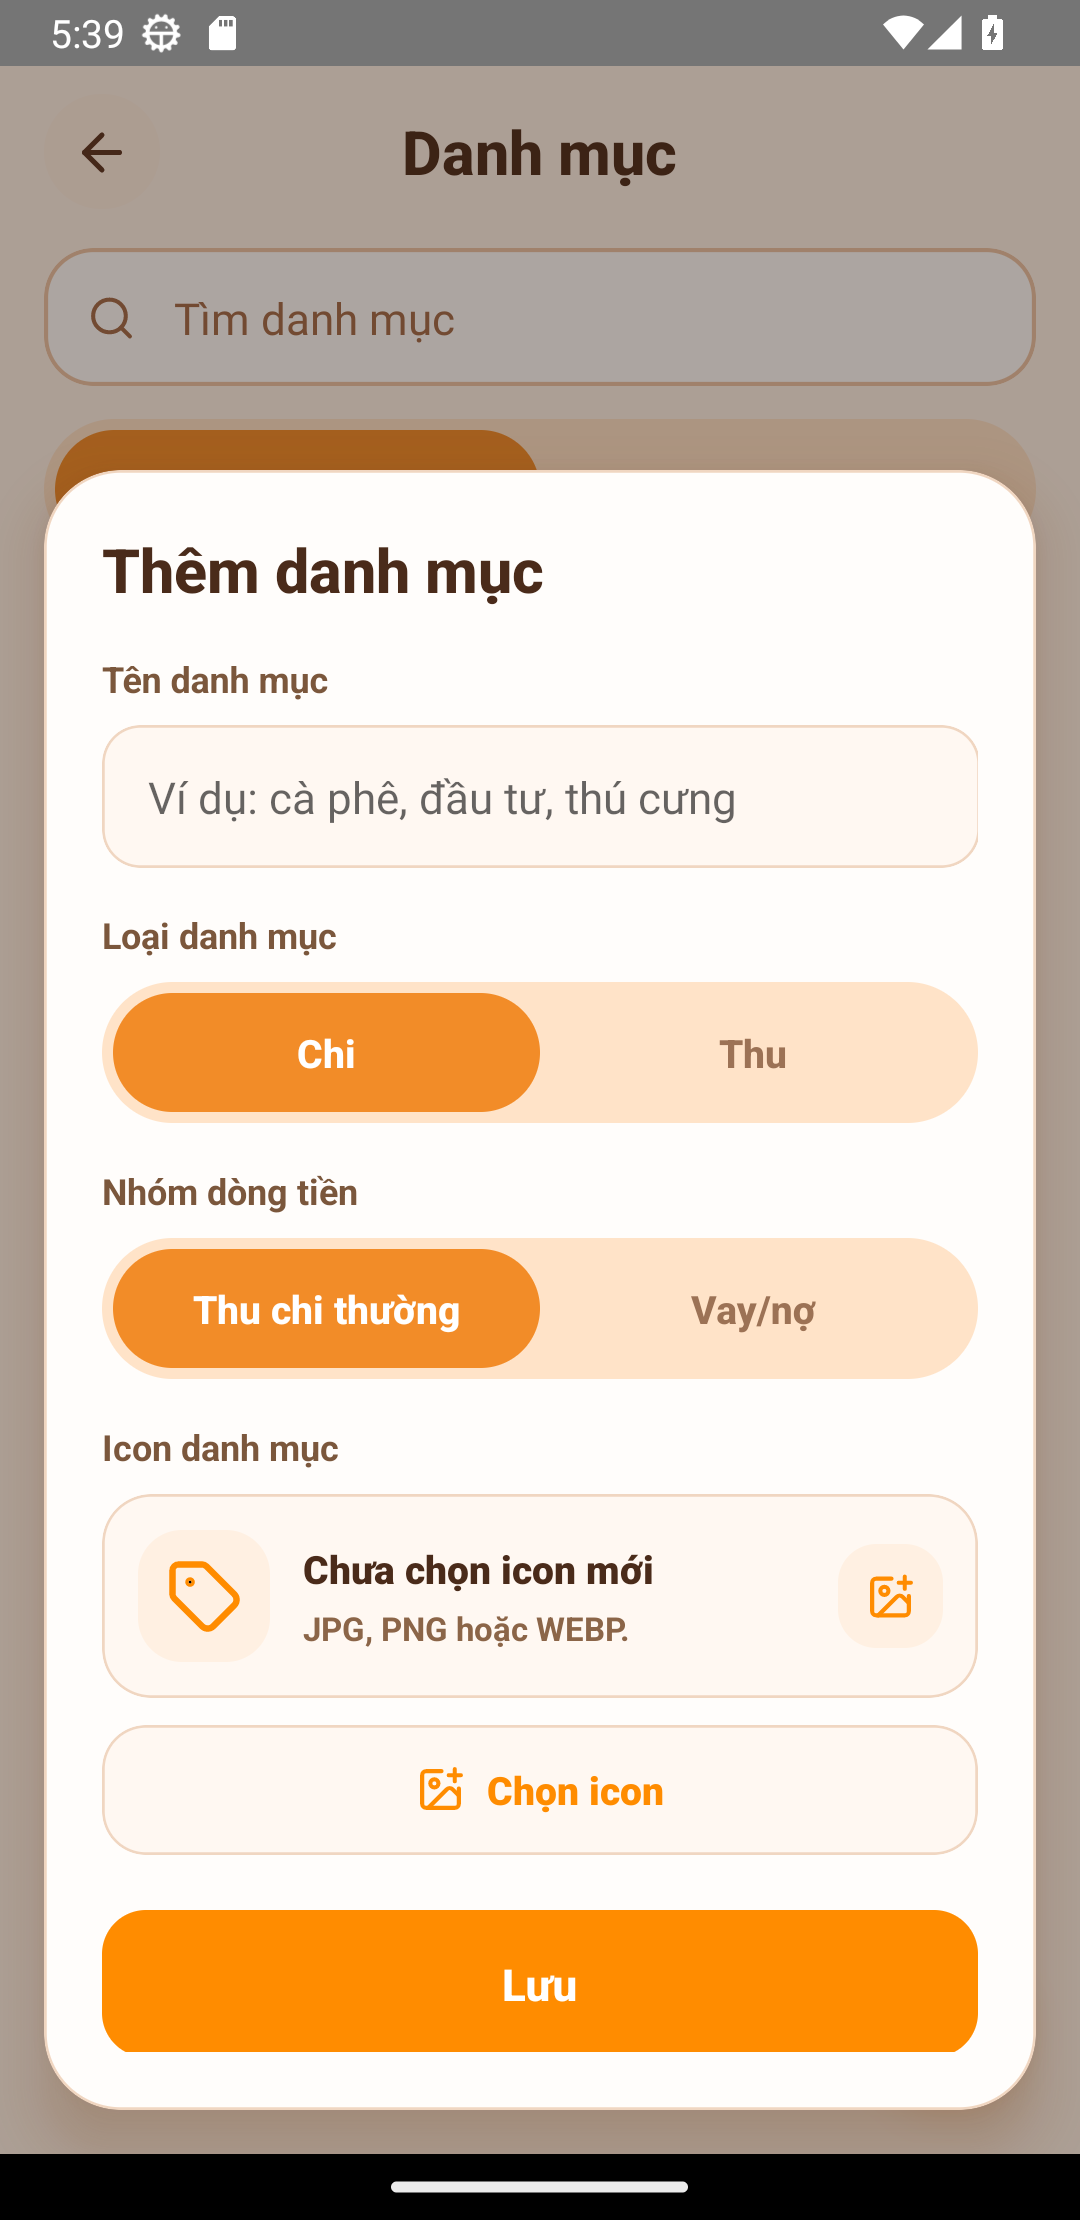 5:39
Danh mục
Tìm danh mục
Thêm danh mục
Tên danh mục
Ví dụ: cà phê, đầu tư, thú cưng
Loại danh mục
Chi
Thu
Nhóm dòng tiền
Thu chi thường
Vay/nợ
Icon danh mục
Chưa chọn icon mới
JPG, PNG hoặc WEBP.
Chọn icon
Lưu